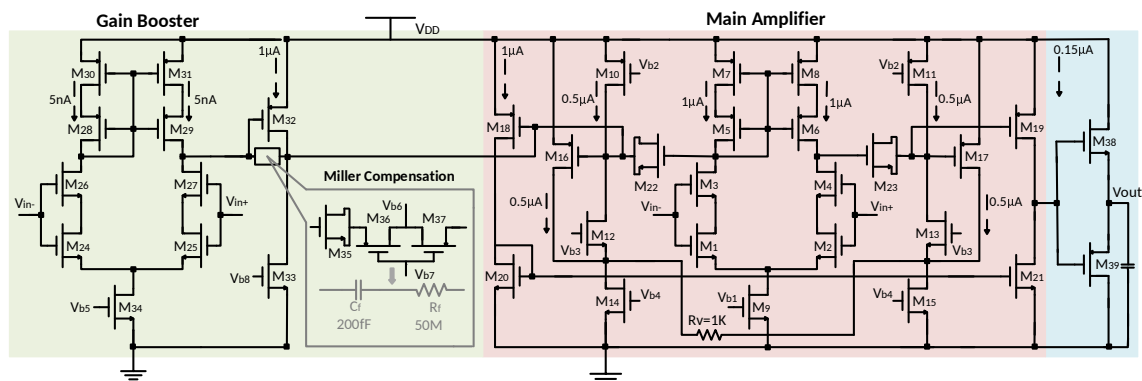 Gain Booster
Main Amplifier
VDD
M30
M31
1µA
5nA
5nA
M28
M29
M32
M26
M27
Vin-
Vin+
M24
M25
Vb5
M34
Vb8
M33
Miller Compensation
Vb6
M36
M37
M35
Vb7
Cf
Rf
200fF
50M
1µA
M10
Vb2
M7
M8
Vb2
M11
0.5µA
1µA
1µA
0.5µA
M18
M5
M6
M19
M16
M22
M23
M17
M3
M4
0.5µA
Vin-
Vin+
0.5µA
M12
Vb3
M1
M2
M13
Vb3
M20
M21
M14
Vb4
Vb1
M9
Vb4
M15
Rv=1K
0.15µA
M38
Vout
M39